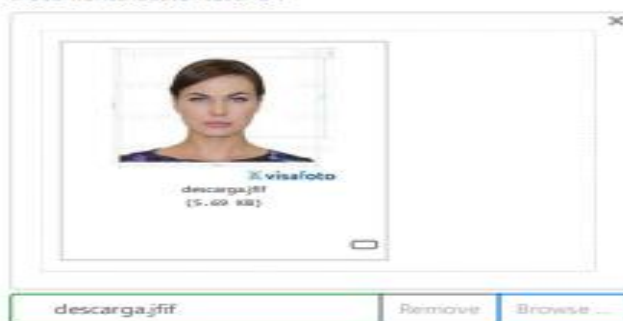 ×
visafoto
descarga.jfif
(5.69 KB)
descarga.jfif
Remove
Browse ...